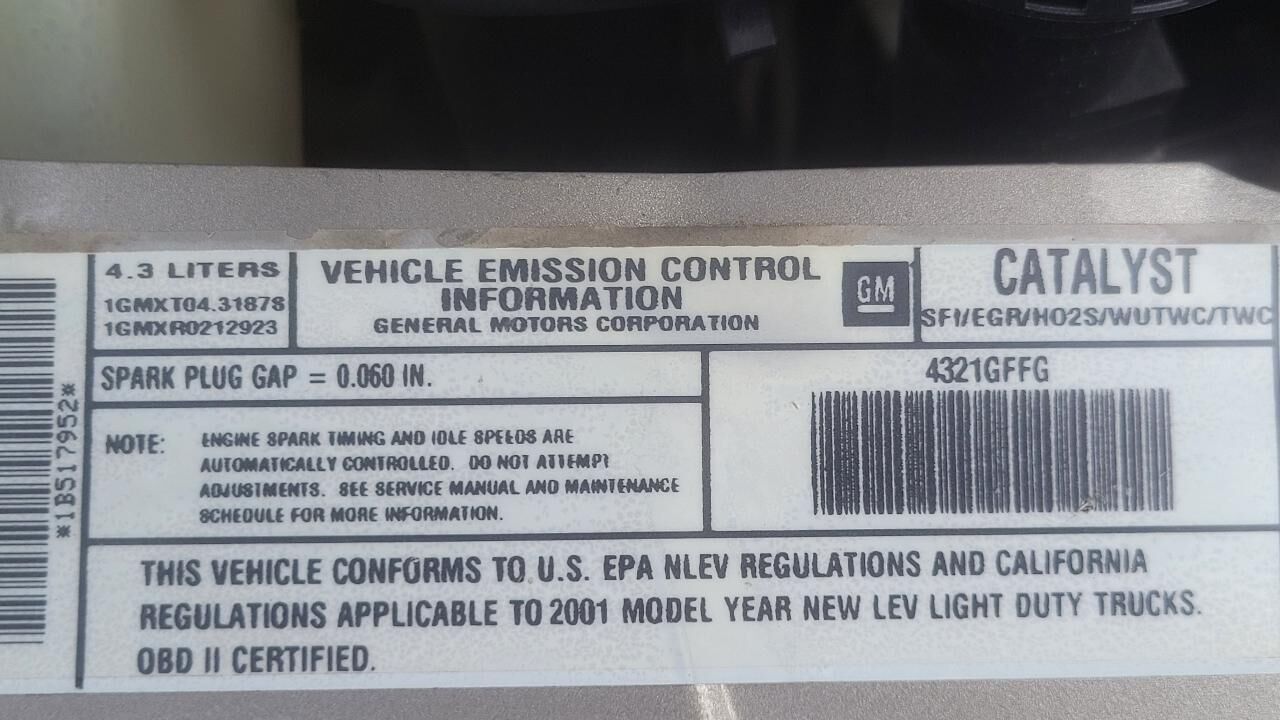 *1B517952*
4.3 LITERS
1GMXT04.3187
1GMXR0212923
VEHICLE EMISSION CONTROL
INFORMATION
GENERAL MOTORS CORPORATION
GM
CATALYST
SFI/EGR/HO2S/WUTWC/TWC
SPARK PLUG GAP = 0.060 IN.
4321GFFG
NOTE:
ENGINE SPARK TIMING AND IDLE SPEEDS ARE
AUTOMATICALLY CONTROLLED. DO NOT ATTEMPT
ADJUSTMENTS. SEE SERVICE MANUAL AND MAINTENANCE
SCHEDULE FOR MORE INFORMATION.
THIS VEHICLE CONFORMS TO U.S. EPA NLEV REGULATIONS AND CALIFORNIA
REGULATIONS APPLICABLE TO 2001 MODEL YEAR NEW LEV LIGHT DUTY TRUCKS.
OBD II CERTIFIED.